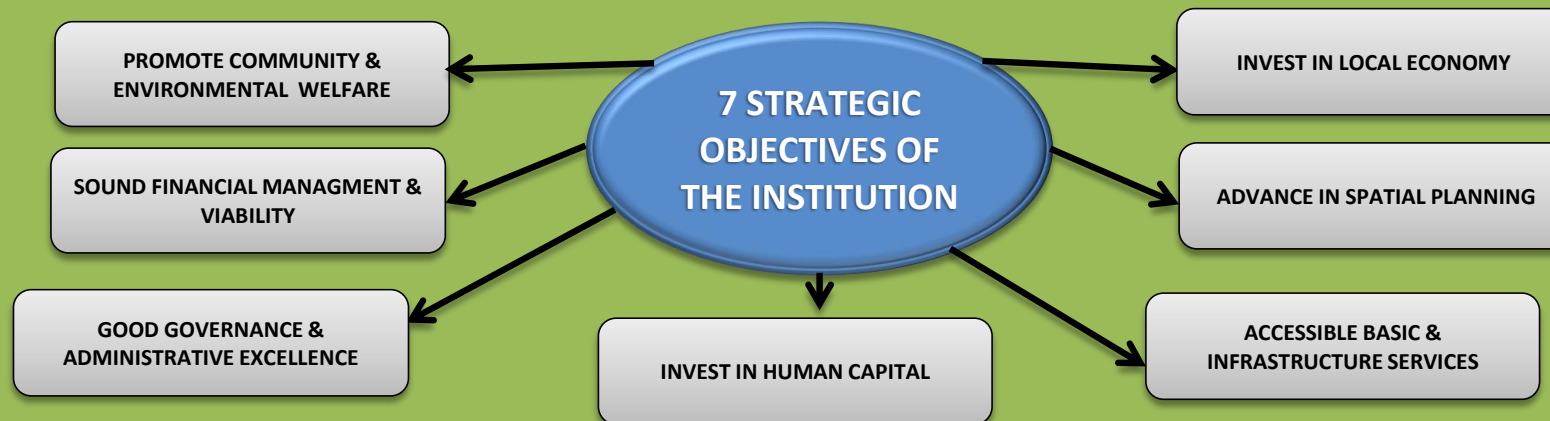 PROMOTE COMMUNITY &
ENVIRONMENTAL WELFARE
7 STRATEGIC
OBJECTIVES OF
THE INSTITUTION
INVEST IN LOCAL ECONOMY
SOUND FINANCIAL MANAGMENT &
VIABILITY
ADVANCE IN SPATIAL PLANNING
GOOD GOVERNANCE &
ADMINISTRATIVE EXCELLENCE
INVEST IN HUMAN CAPITAL
ACCESSIBLE BASIC &
INFRASTRUCTURE SERVICES